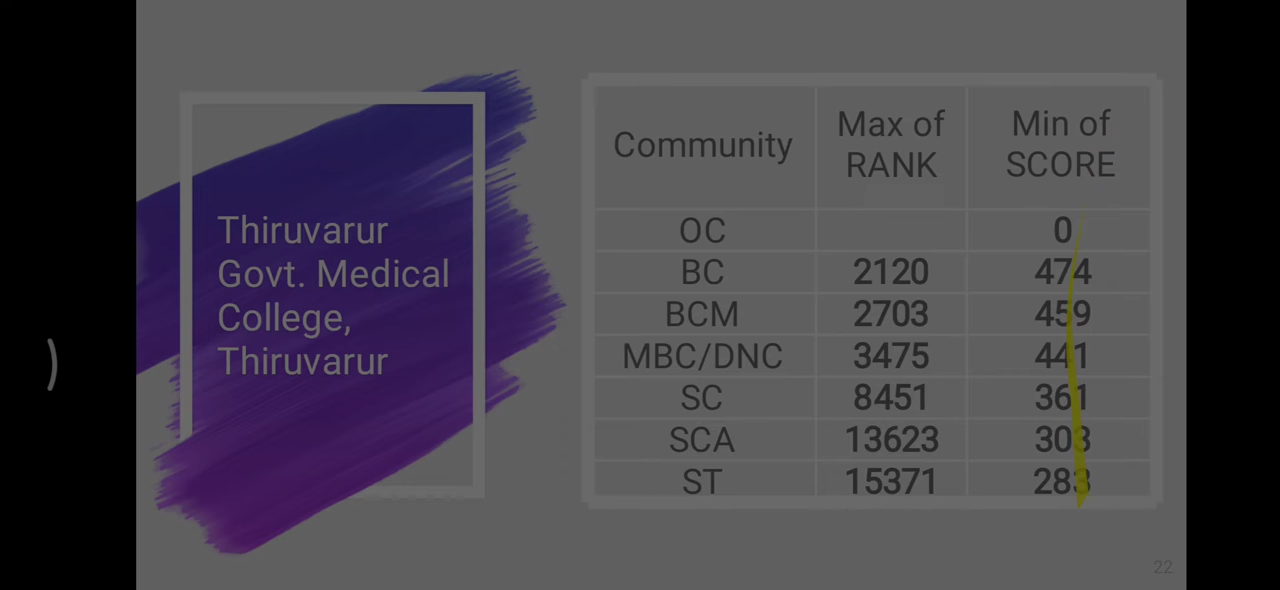 Thiruvarur
Govt. Medical
College,
Thiruvarur
Community Max of RANK Min of SCORE
OC 0
BC 2120 474
BCM 2703 459
MBC/DNC 3475 441
SC 8451 361
SCA 13623 303
ST 15371 283
22